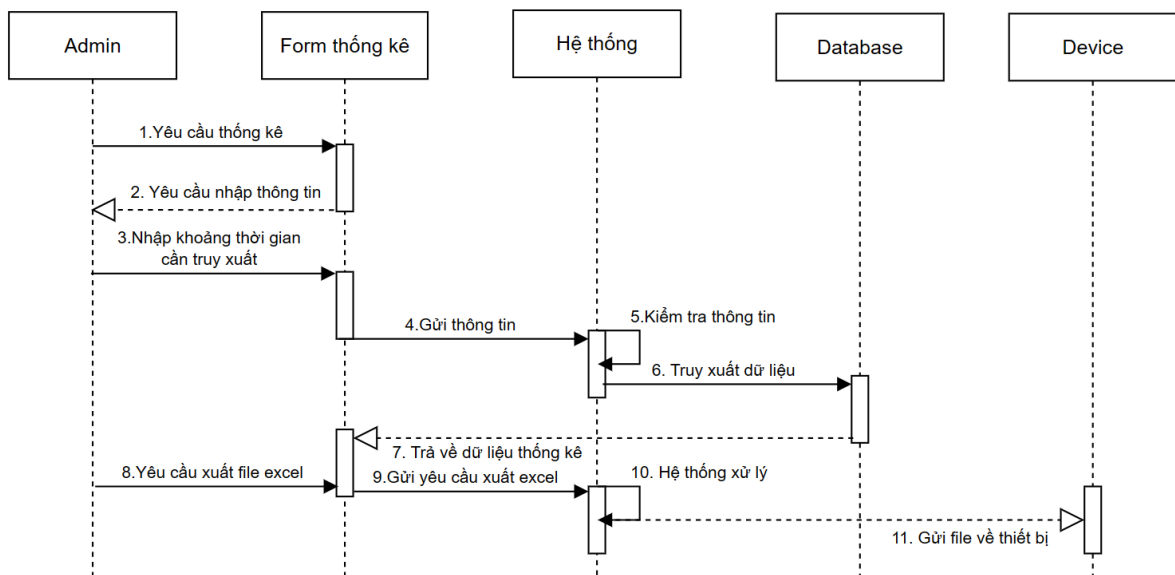 Admin
Form thống kê
Hệ thống
Database
Device
1.Yêu cầu thống kê
2. Yêu cầu nhập thông tin
3.Nhập khoảng thời gian
cần truy xuất
4.Gửi thông tin
5.Kiểm tra thông tin
6. Truy xuất dữ liệu
7. Trả về dữ liệu thống kê
8.Yêu cầu xuất file excel
9.Gửi yêu cầu xuất excel
10. Hệ thống xử lý
11. Gửi file về thiết bị